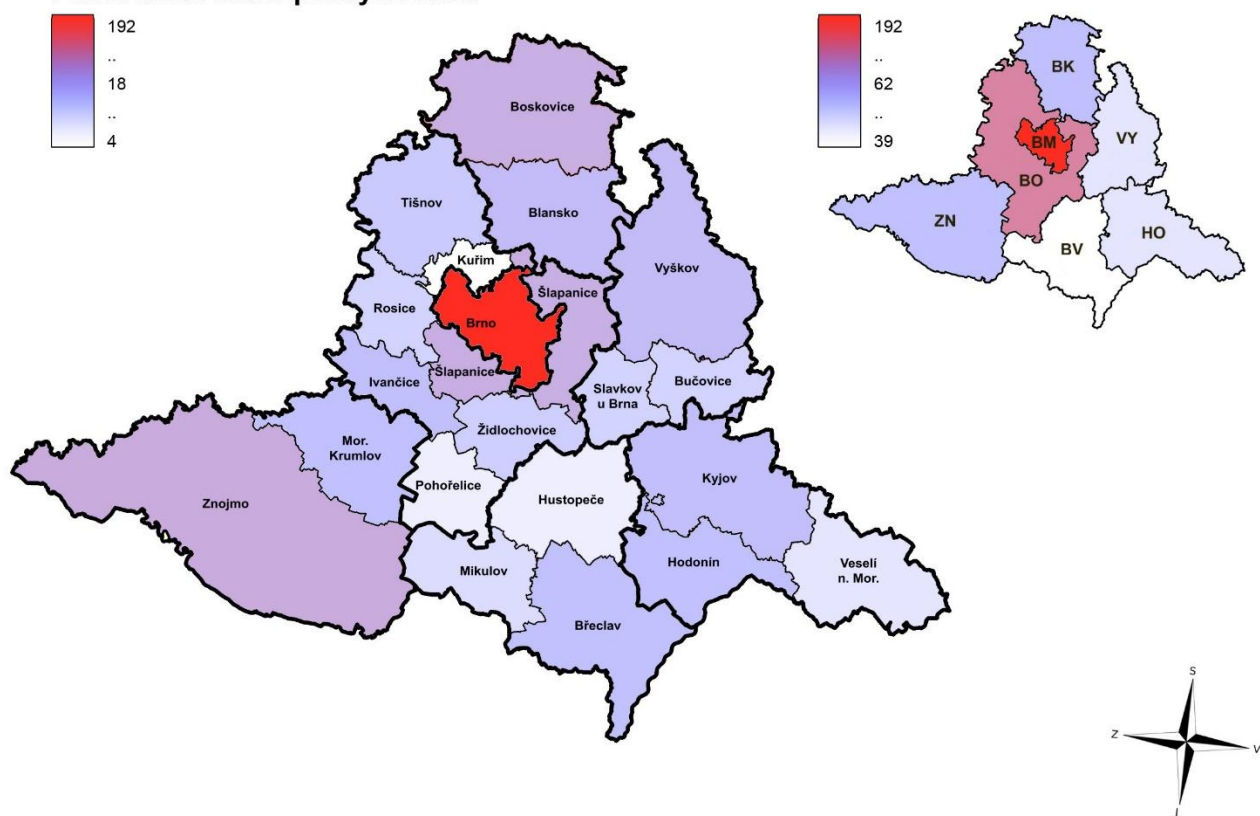 192
..
18
..
4
192
..
62
..
39
BK
BM
VY
BO
ZN
HO
BV
Boskovice
Tišnov
Blansko
Kuřim
Vyškov
Šlapanice
Rosice
Brno
Šlapanice
Ivančice
Slavkov
u Brna
Bučovice
Židlochovice
Mor.
Krumlov
Pohořelice
Kyjov
Znojmo
Hustopeče
Mikulov
Hodonín
Veselí
n. Mor.
Břeclav
S
Z
V
J